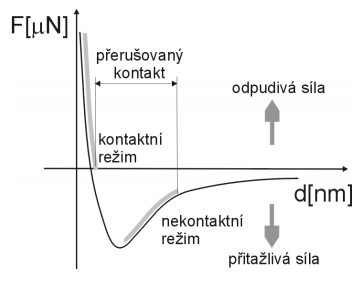 F[μN]
přerušovaný
kontakt
odpudivá síla
kontaktní
režim
d[nm]
nekontaktní
režim
přitažlivá síla